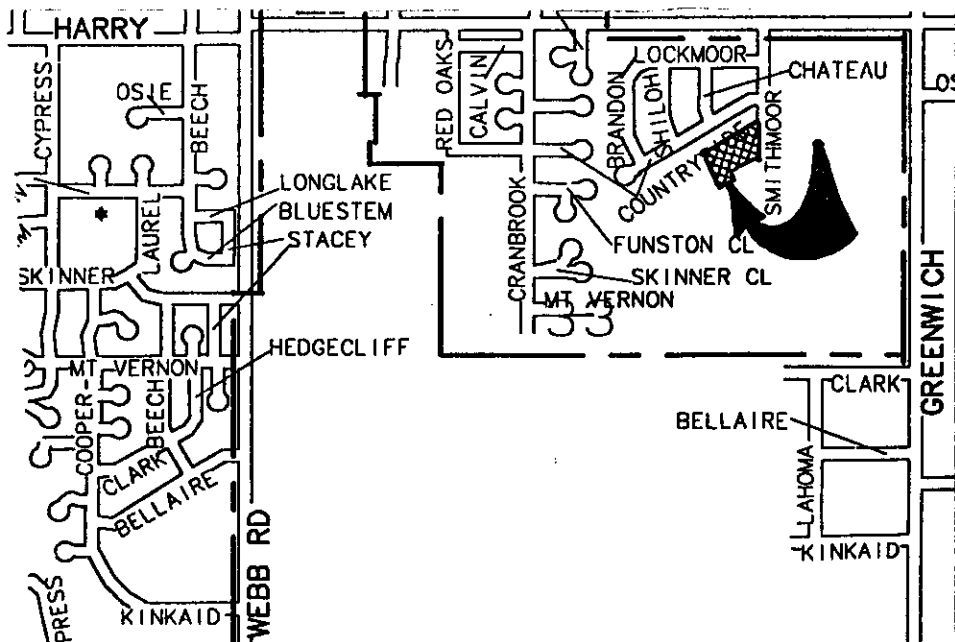 HARRY
CYPRESS
OSIE
BEECH
RED OAKS
CALVIN
BRANDON
LOCKMOOR
SHILOH
CHATEAU
SMITHMOOR
OS
LONGLAKE
BLUESTEM
STACEY
LAUREL
SKINNER
CRANBROOK
FUNSTON CL
SKINNER CL
MT VERNON
GREENWICH
HEDGECLIFF
MT VERNON
COOPER-
BEECH
CLARK
BELLAIRE
CLARK
BELLAIRE
LAHOMA
KINKAID
PRESS
KINKAID
WEBB RD